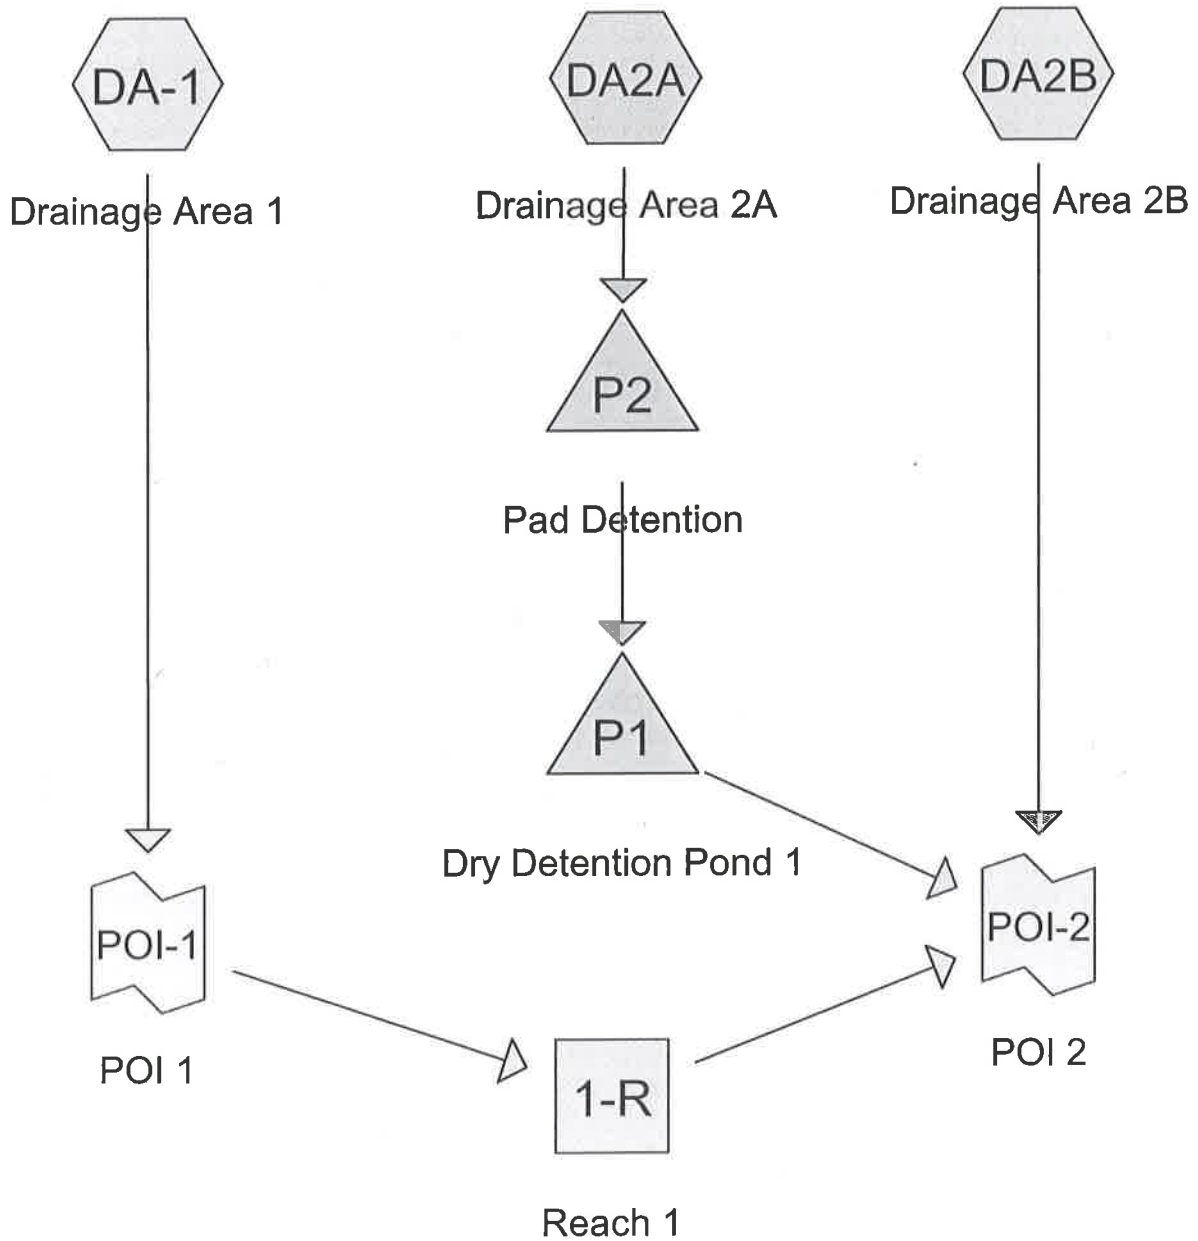 DA-1
DA2A
DA2B
Drainage Area 1
Drainage Area 2A
Drainage Area 2B
P2
Pad Detention
P1
Dry Detention Pond 1
POI-1
POI-2
POI 1
POI 2
1-R
Reach 1